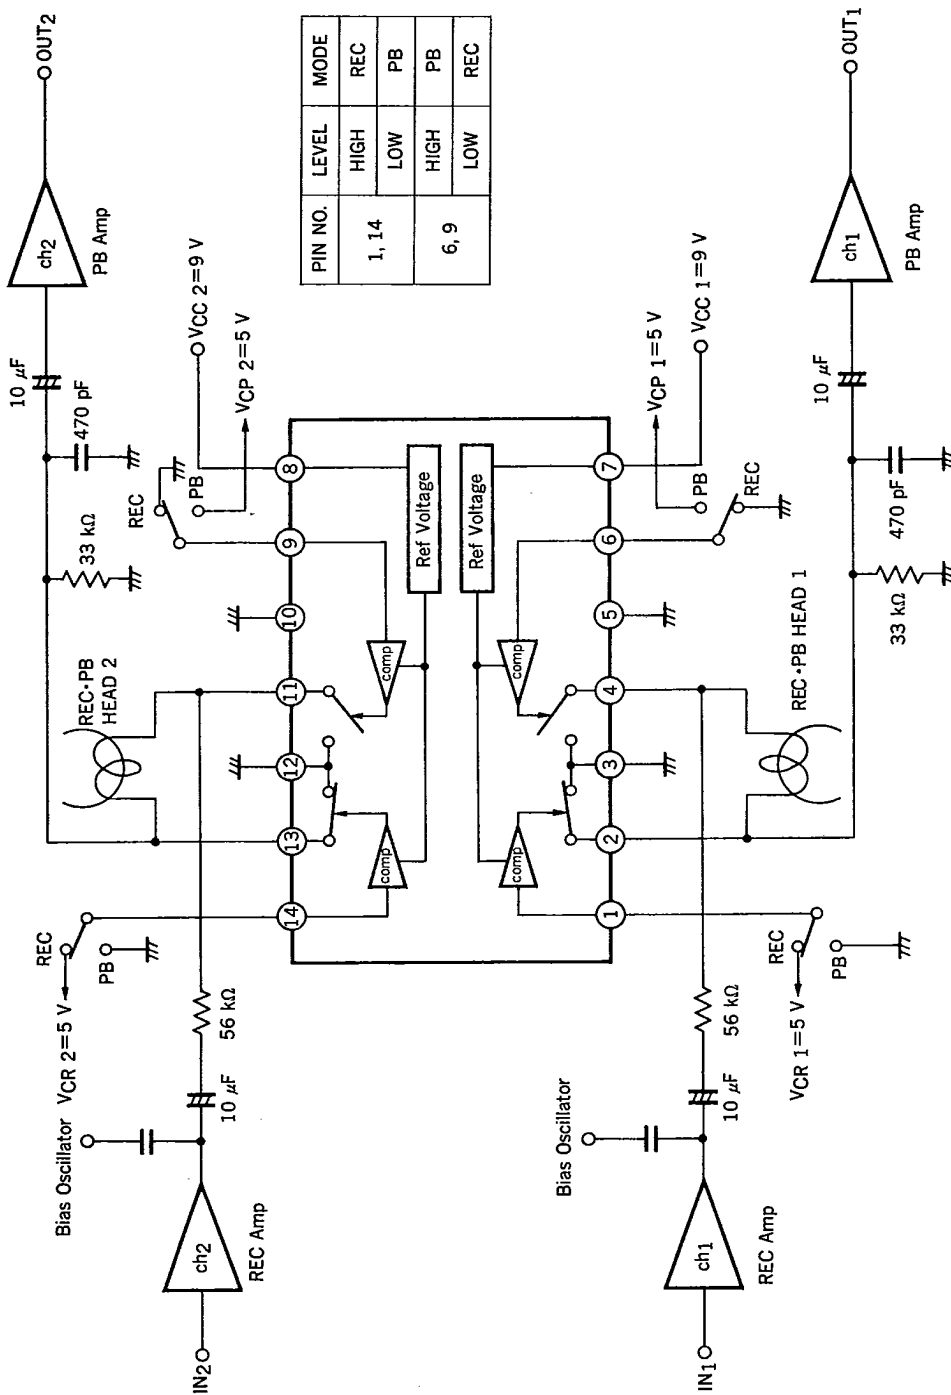 IN2
ch2
REC Amp
Bias Oscillator
10 μF
56 kΩ
VCR 2=5 V
REC
PB
REC·PB
HEAD 2
33 kΩ
470 pF
10 μF
ch2
PB Amp
OUT2
REC
PB
VCP 2=5 V
VCC 2=9 V
14
13
12
11
10
9
8
comp
comp
Ref Voltage
Ref Voltage
comp
comp
1
2
3
4
5
6
7
PIN NO. LEVEL MODE
1, 14 HIGH REC
LOW PB
6, 9 HIGH PB
LOW REC
VCP 1=5 V
PB
REC
VCC 1=9 V
IN1
ch1
REC Amp
Bias Oscillator
10 μF
56 kΩ
VCR 1=5 V
REC
PB
REC·PB HEAD 1
33 kΩ
470 pF
10 μF
ch1
PB Amp
OUT1